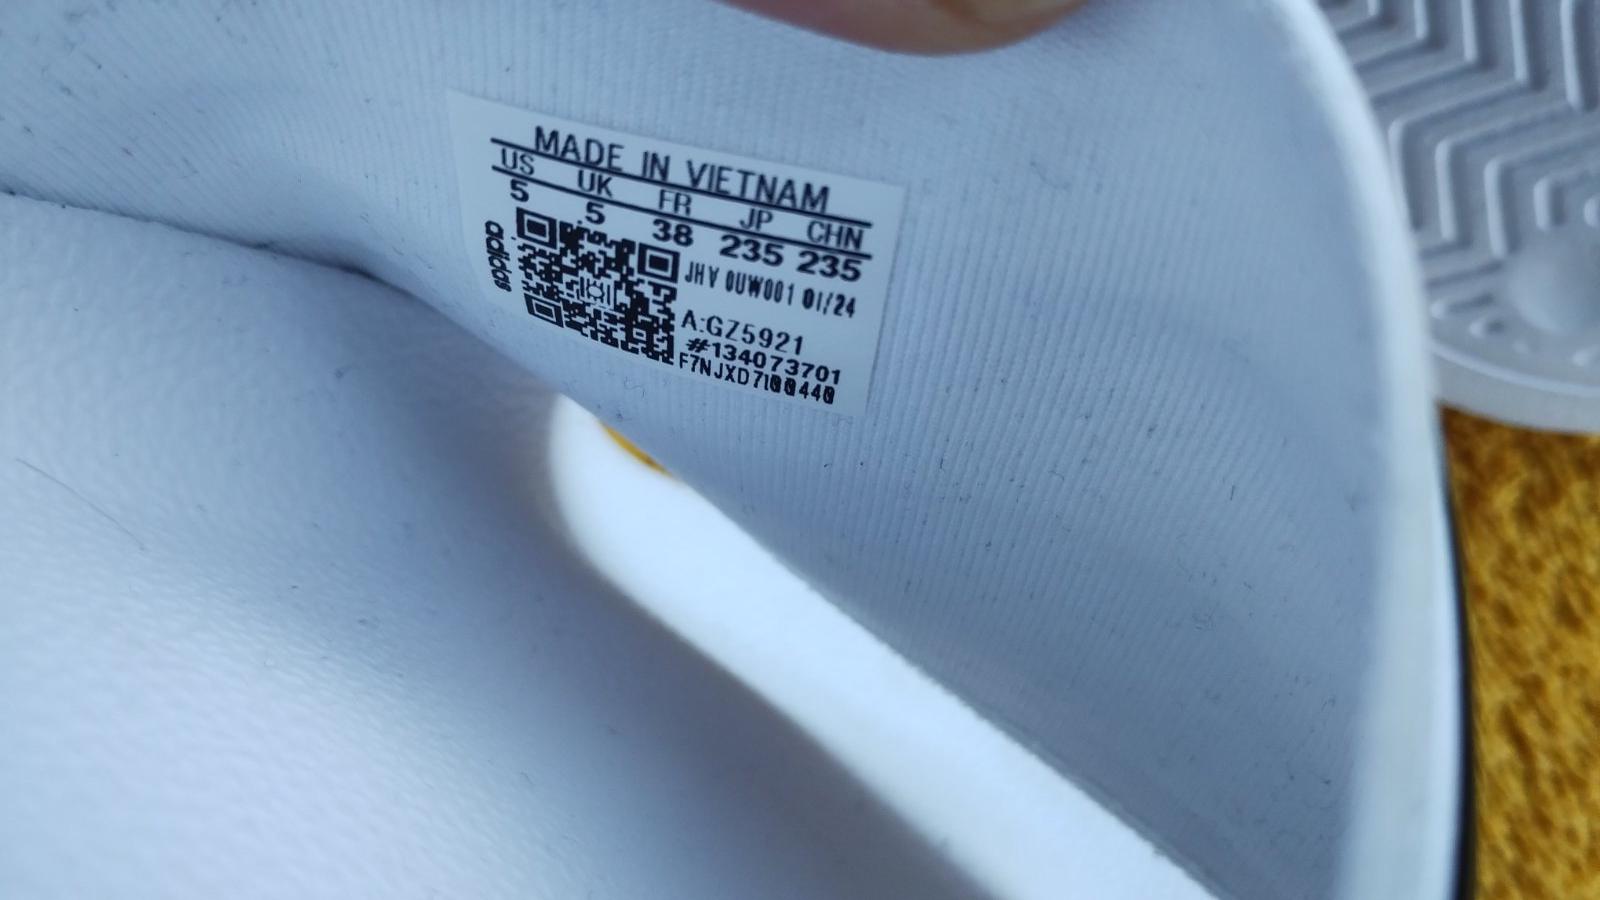 MADE IN VIETNAM
US UK FR JP CHN
5 5 38 235 235
adidas
JHV 0UW001 01/24
A:GZ5921
#134073701